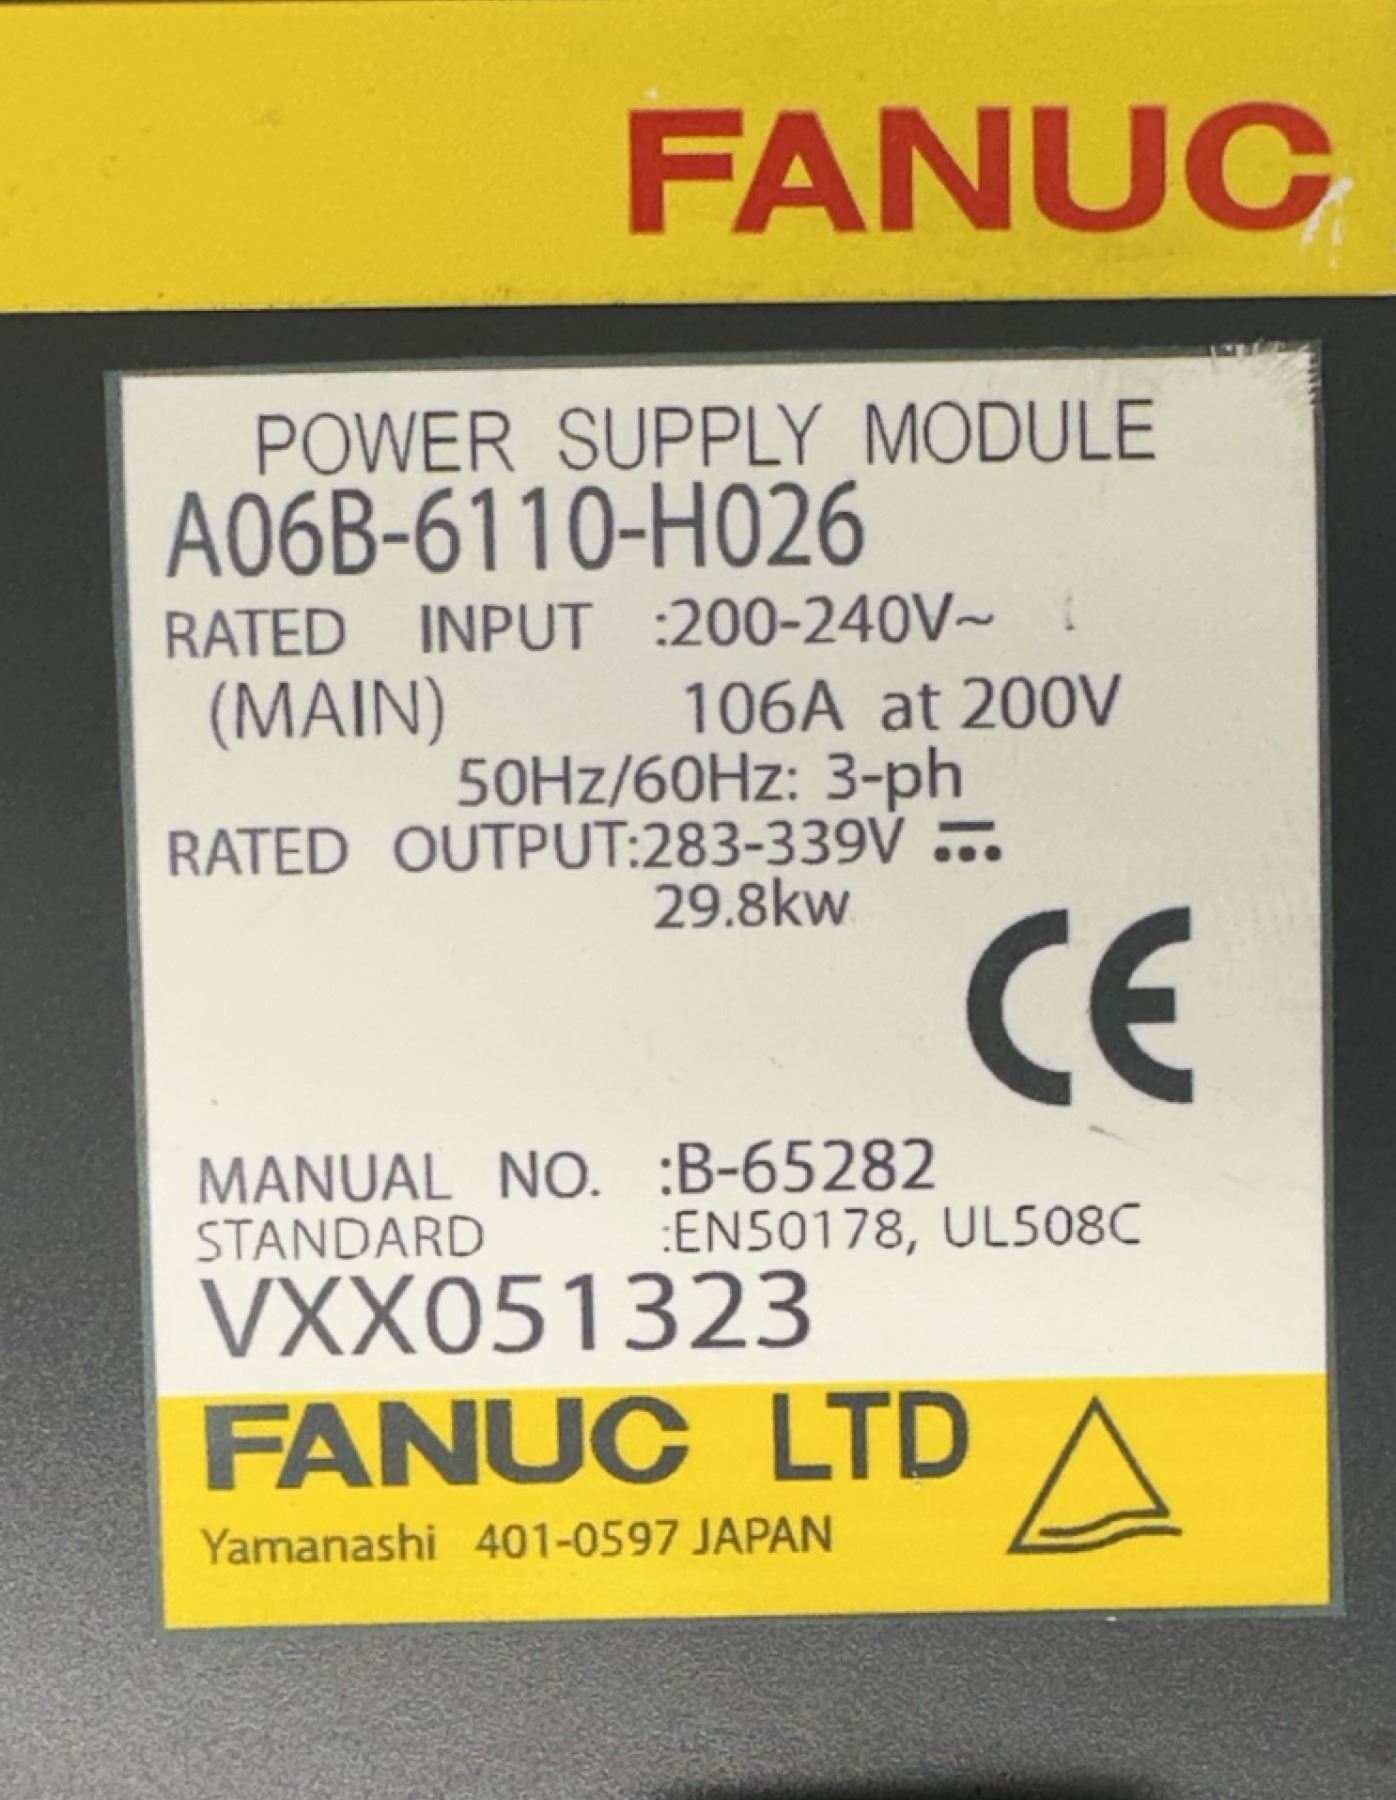 FANUC
POWER SUPPLY MODULE
A06B-6110-H026
RATED INPUT :200-240V~
(MAIN) 106A at 200V
50Hz/60Hz: 3-ph
RATED OUTPUT:283-339V ⎓
29.8kw
CE
MANUAL NO. :B-65282
STANDARD :EN50178, UL508C
VXX051323
FANUC LTD
Yamanashi 401-0597 JAPAN